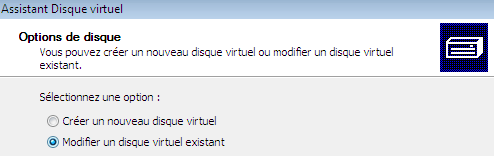 Assistant Disque virtuel
Options de disque
Vous pouvez créer un nouveau disque virtuel ou modifier un disque virtuel
existant.
Sélectionnez une option :
Créer un nouveau disque virtuel
Modifier un disque virtuel existant